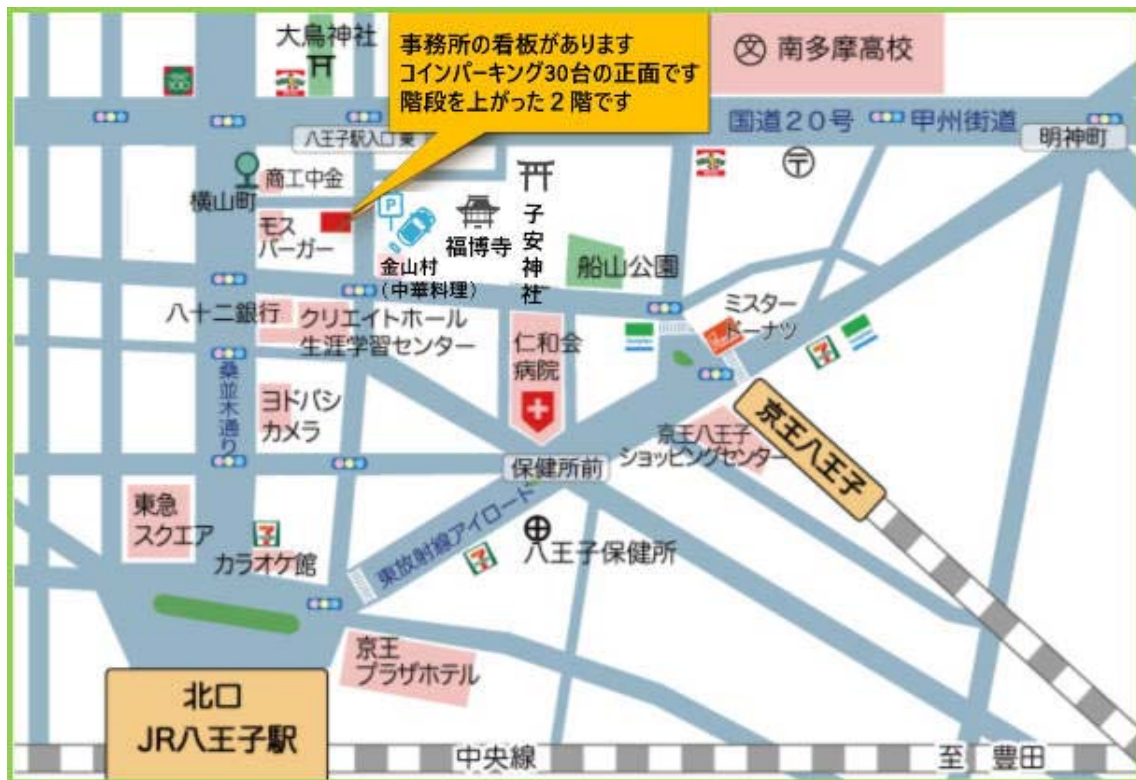 大鳥神社
事務所の看板があります
コインパーキング30台の正面です
階段を上がった2階です
文 南多摩高校
国道20号
甲州街道
明神町
八王子駅入口 東
商工中金
横山町
モス
バーガー
P
福博寺
子安神社
金山村
(中華料理)
船山公園
八十二銀行
クリエイトホール
生涯学習センター
仁和会
病院
ミスター
ドーナツ
桑並木通り
ヨドバシ
カメラ
京王八王子
ショッピングセンター
京王八王子
保健所前
東急
スクエア
カラオケ館
東放射線アイロード
八王子保健所
京王
プラザホテル
北口
JR八王子駅
中央線
至 豊田